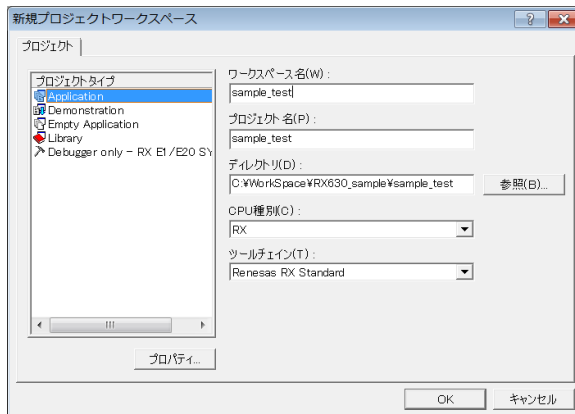 新規プロジェクトワークスペース
プロジェクト
プロジェクトタイプ
Application
Demonstration
Empty Application
Library
Debugger only - RX E1/E20 SY
プロパティ...
ワークスペース名(W) :
sample_test
プロジェクト名(P) :
sample_test
ディレクトリ(D) :
C:¥WorkSpace¥RX630_sample¥sample_test
参照(B)...
CPU種別(C) :
RX
ツールチェイン(T) :
Renesas RX Standard
OK
キャンセル